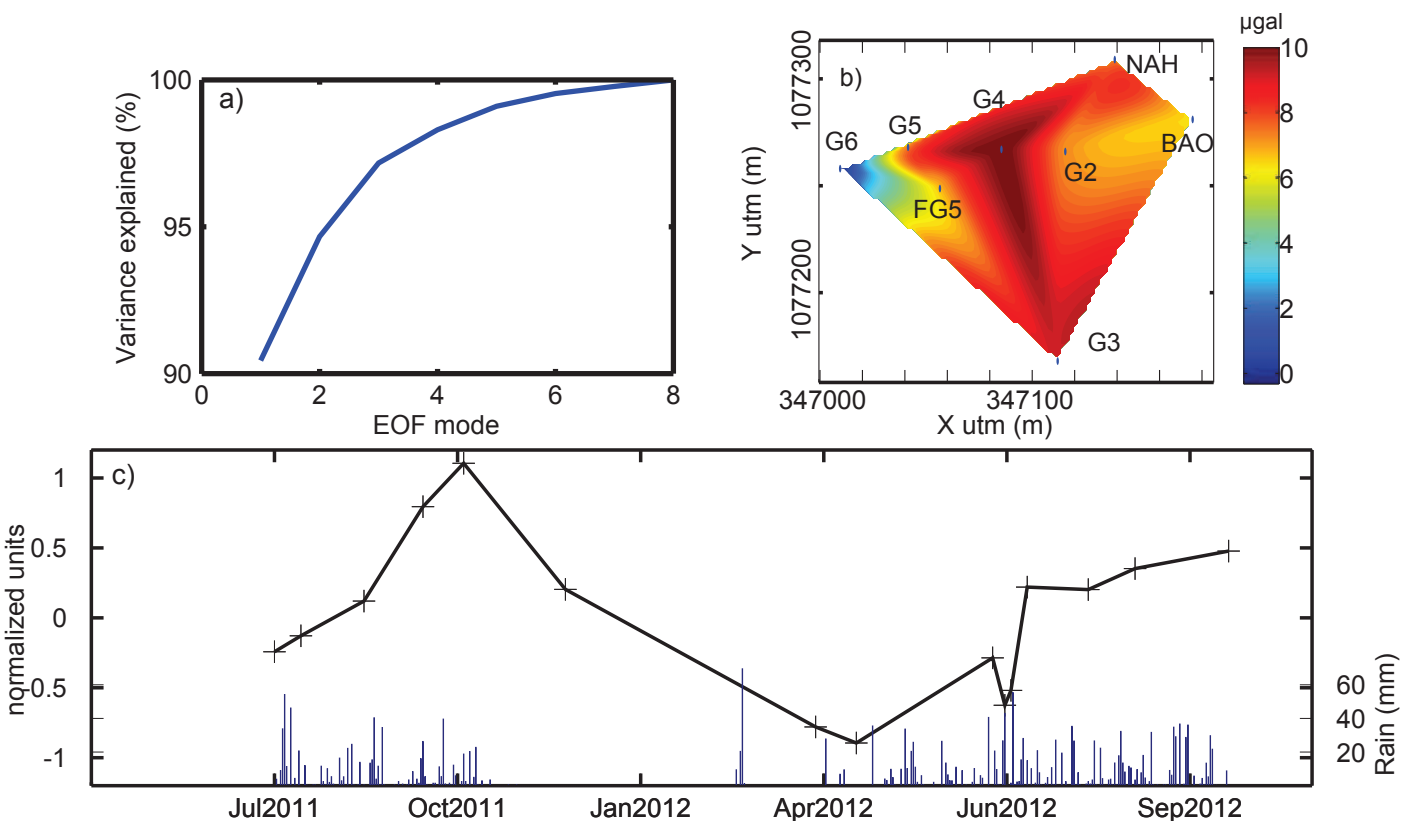 a)
100
95
90
Variance explained (%)
0 2 4 6 8
EOF mode
b)
1077300
1077200
Y utm (m)
347000 347100
X utm (m)
NAH
G4
G5
G6
BAO
G2
FG5
G3
µgal
10
8
6
4
2
0
c)
1
0.5
0
-0.5
-1
normalized units
60
40
20
Rain (mm)
Jul2011 Oct2011 Jan2012 Apr2012 Jun2012 Sep2012